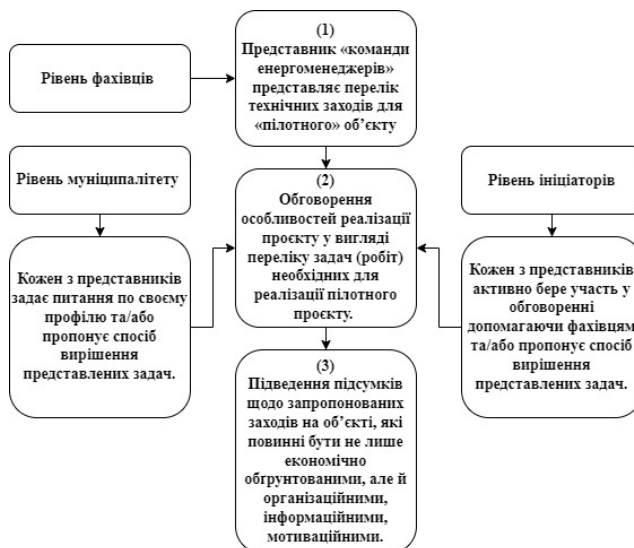 Рівень фахівців
(1)
Представник «команди
енергоменеджерів»
представляє перелік
технічних заходів для
«пілотного» об’єкту
Рівень муніципалітету
(2)
Обговорення
особливостей реалізації
проєкту у вигляді
переліку задач (робіт)
необхідних для
реалізації пілотного
проєкту.
Рівень ініціаторів
Кожен з представників
задає питання по своєму
профілю та/або
пропонує спосіб
вирішення
представлених задач.
Кожен з представників
активно бере участь у
обговоренні
допомагаючи фахівцям
та/або пропонує спосіб
вирішення
представлених задач.
(3)
Підведення підсумків
щодо запропонованих
заходів на об’єкті, які
повинні бути не лише
економічно
обґрунтованими, але й
організаційними,
інформаційними,
мотиваційними.